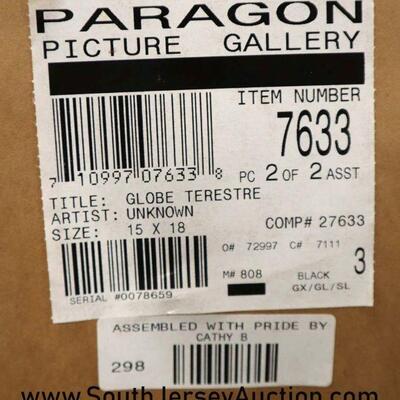 PARAGON
PICTURE GALLERY
ITEM NUMBER
7633
7 10997 07633 8
PC 2 OF 2 ASST
TITLE: GLOBE TERESTRE
ARTIST: UNKNOWN
SIZE: 15 X 18
COMP# 27633
O# 72997 C# 7111
M# 808 BLACK 3
GX/GL/SL
SERIAL #0078659
ASSEMBLED WITH PRIDE BY
CATHY B
298
www.SouthJerseyAuction.com